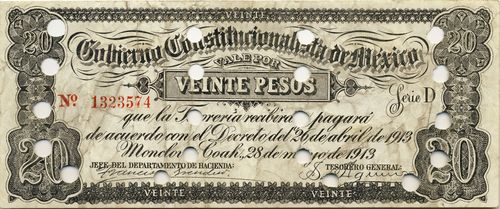 VEINTE
20 20
Gobierno Constitucionalista de Mexico
VALE POR
VEINTE PESOS
Nº 1323574 Serie D
que la Tesorería recibirá pagará
de acuerdo con el Decreto del 26 de abril de 1913
Monclova Coah., 28 de mayo de 1913
JEFE DEL DEPARTAMENTO DE HACIENDA: TESORERO GENERAL:
20 20
VEINTE VEINTE